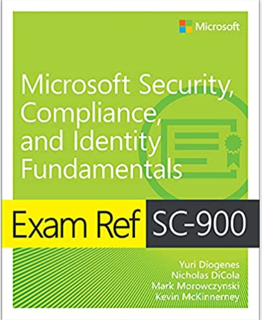 Microsoft
Microsoft Security,
Compliance,
and Identity
Fundamentals
Exam Ref SC-900
Yuri Diogenes
Nicholas DiCola
Mark Morowczynski
Kevin McKinnerney